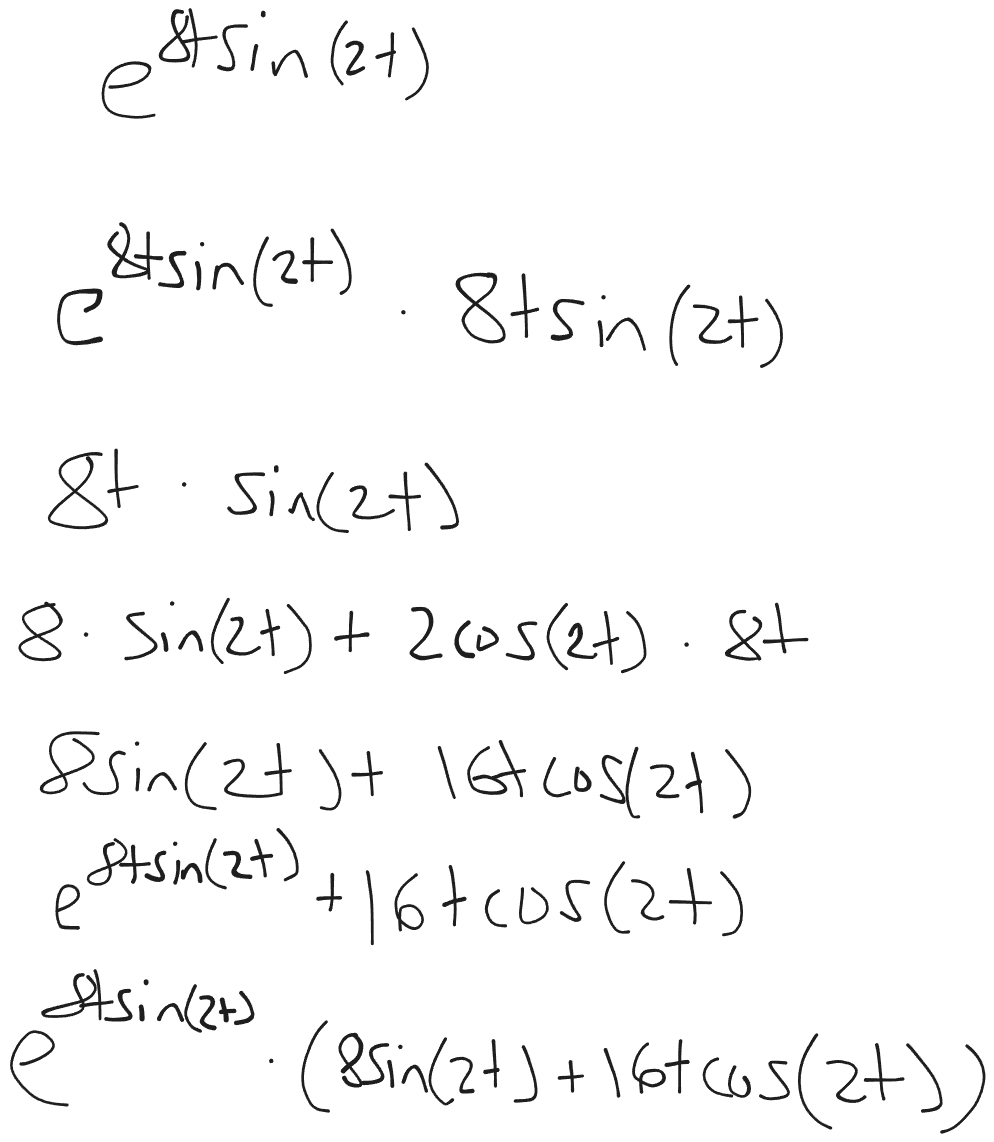 e^{8t sin(2t)}
e^{8t sin(2t)} · 8t sin(2t)
8t · sin(2t)
8 · sin(2t) + 2cos(2t) · 8t
8sin(2t) + 16t cos(2t)
e^{8t sin(2t)} + 16t cos(2t)
e^{8t sin(2t)} · (8sin(2t) + 16t cos(2t))